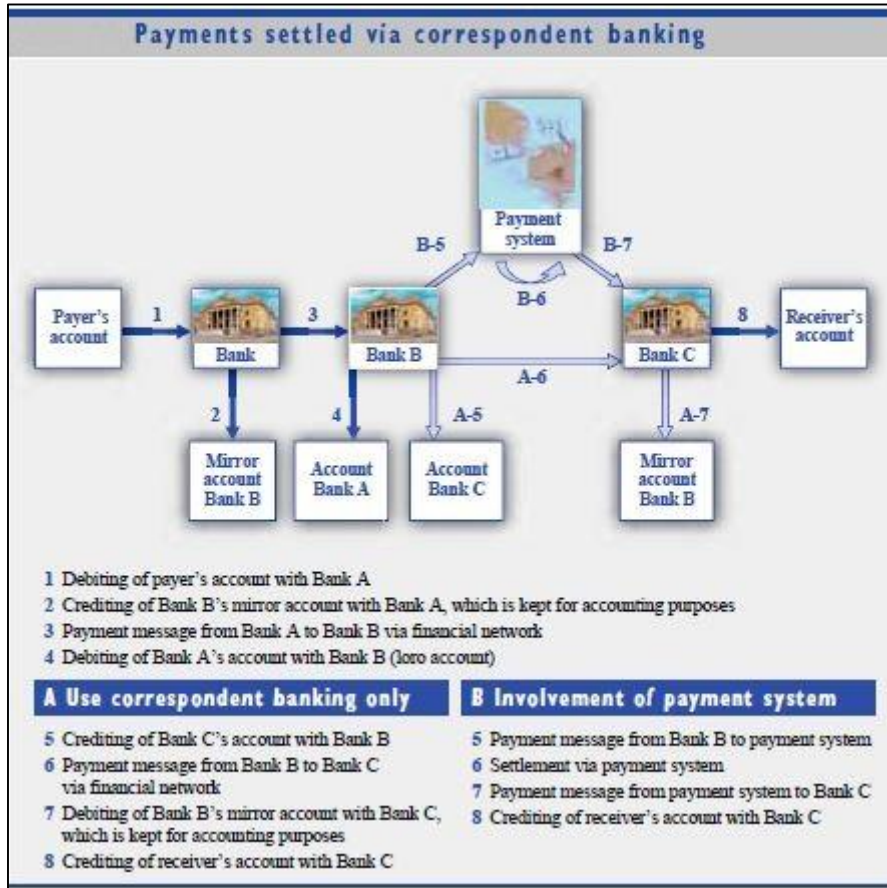 Payments settled via correspondent banking
Payment
system
B-5
B-7
B-6
Payer's
account
1
Bank
3
Bank B
A-6
Bank C
8
Receiver's
account
2
4
A-5
A-7
Mirror
account
Bank B
Account
Bank A
Account
Bank C
Mirror
account
Bank B
1 Debiting of payer's account with Bank A
2 Crediting of Bank B's mirror account with Bank A, which is kept for accounting purposes
3 Payment message from Bank A to Bank B via financial network
4 Debiting of Bank A's account with Bank B (loro account)
A Use correspondent banking only
5 Crediting of Bank C's account with Bank B
6 Payment message from Bank B to Bank C
via financial network
7 Debiting of Bank B's mirror account with Bank C,
which is kept for accounting purposes
8 Crediting of receiver's account with Bank C
B Involvement of payment system
5 Payment message from Bank B to payment system
6 Settlement via payment system
7 Payment message from payment system to Bank C
8 Crediting of receiver's account with Bank C